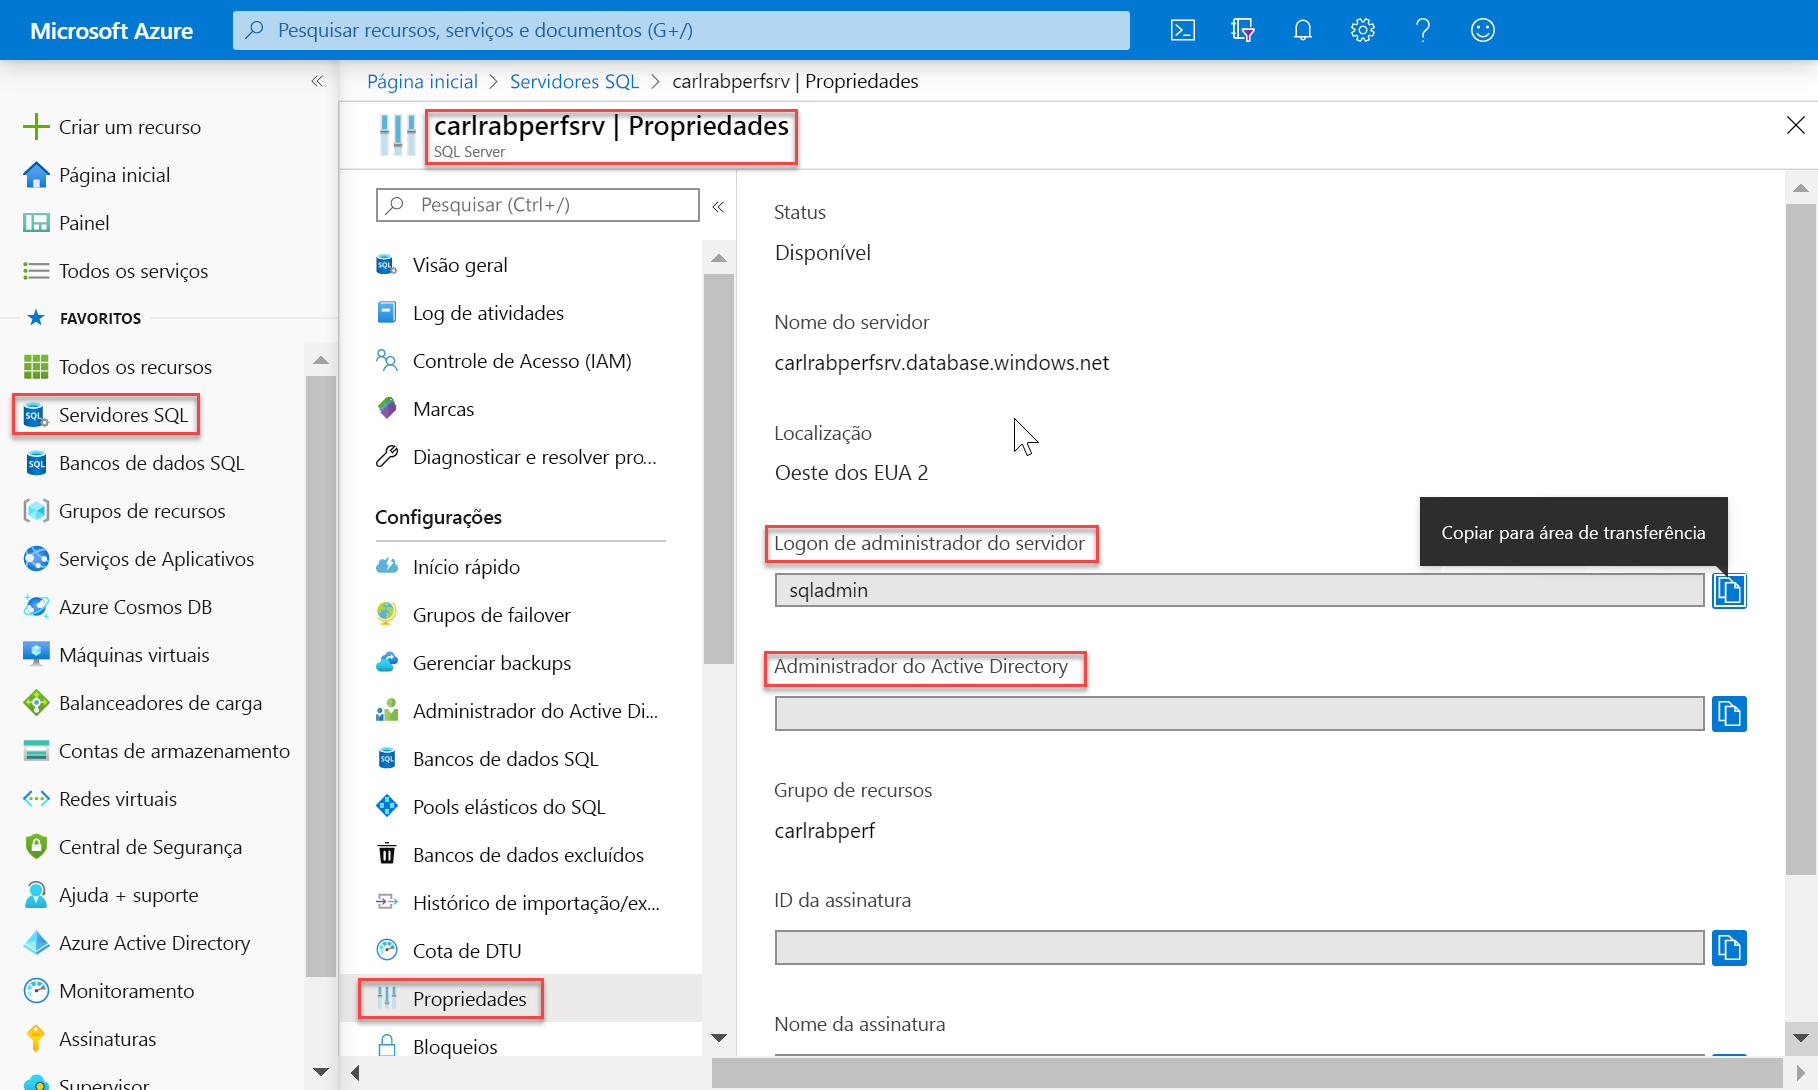 Microsoft Azure
Pesquisar recursos, serviços e documentos (G+/)
«
Criar um recurso
Página inicial
Painel
Todos os serviços
FAVORITOS
Todos os recursos
Servidores SQL
Bancos de dados SQL
Grupos de recursos
Serviços de Aplicativos
Azure Cosmos DB
Máquinas virtuais
Balanceadores de carga
Contas de armazenamento
Redes virtuais
Central de Segurança
Ajuda + suporte
Azure Active Directory
Monitoramento
Assinaturas
Supervisor
Página inicial > Servidores SQL > carlrabperfsrv | Propriedades
carlrabperfsrv | Propriedades
SQL Server
Pesquisar (Ctrl+/)
«
Visão geral
Log de atividades
Controle de Acesso (IAM)
Marcas
Diagnosticar e resolver pro...
Configurações
Início rápido
Grupos de failover
Gerenciar backups
Administrador do Active Di...
Bancos de dados SQL
Pools elásticos do SQL
Bancos de dados excluídos
Histórico de importação/ex...
Cota de DTU
Propriedades
Bloqueios
Status
Disponível
Nome do servidor
carlrabperfsrv.database.windows.net
Localização
Oeste dos EUA 2
Logon de administrador do servidor
Copiar para área de transferência
sqladmin
Administrador do Active Directory
Grupo de recursos
carlrabperf
ID da assinatura
Nome da assinatura